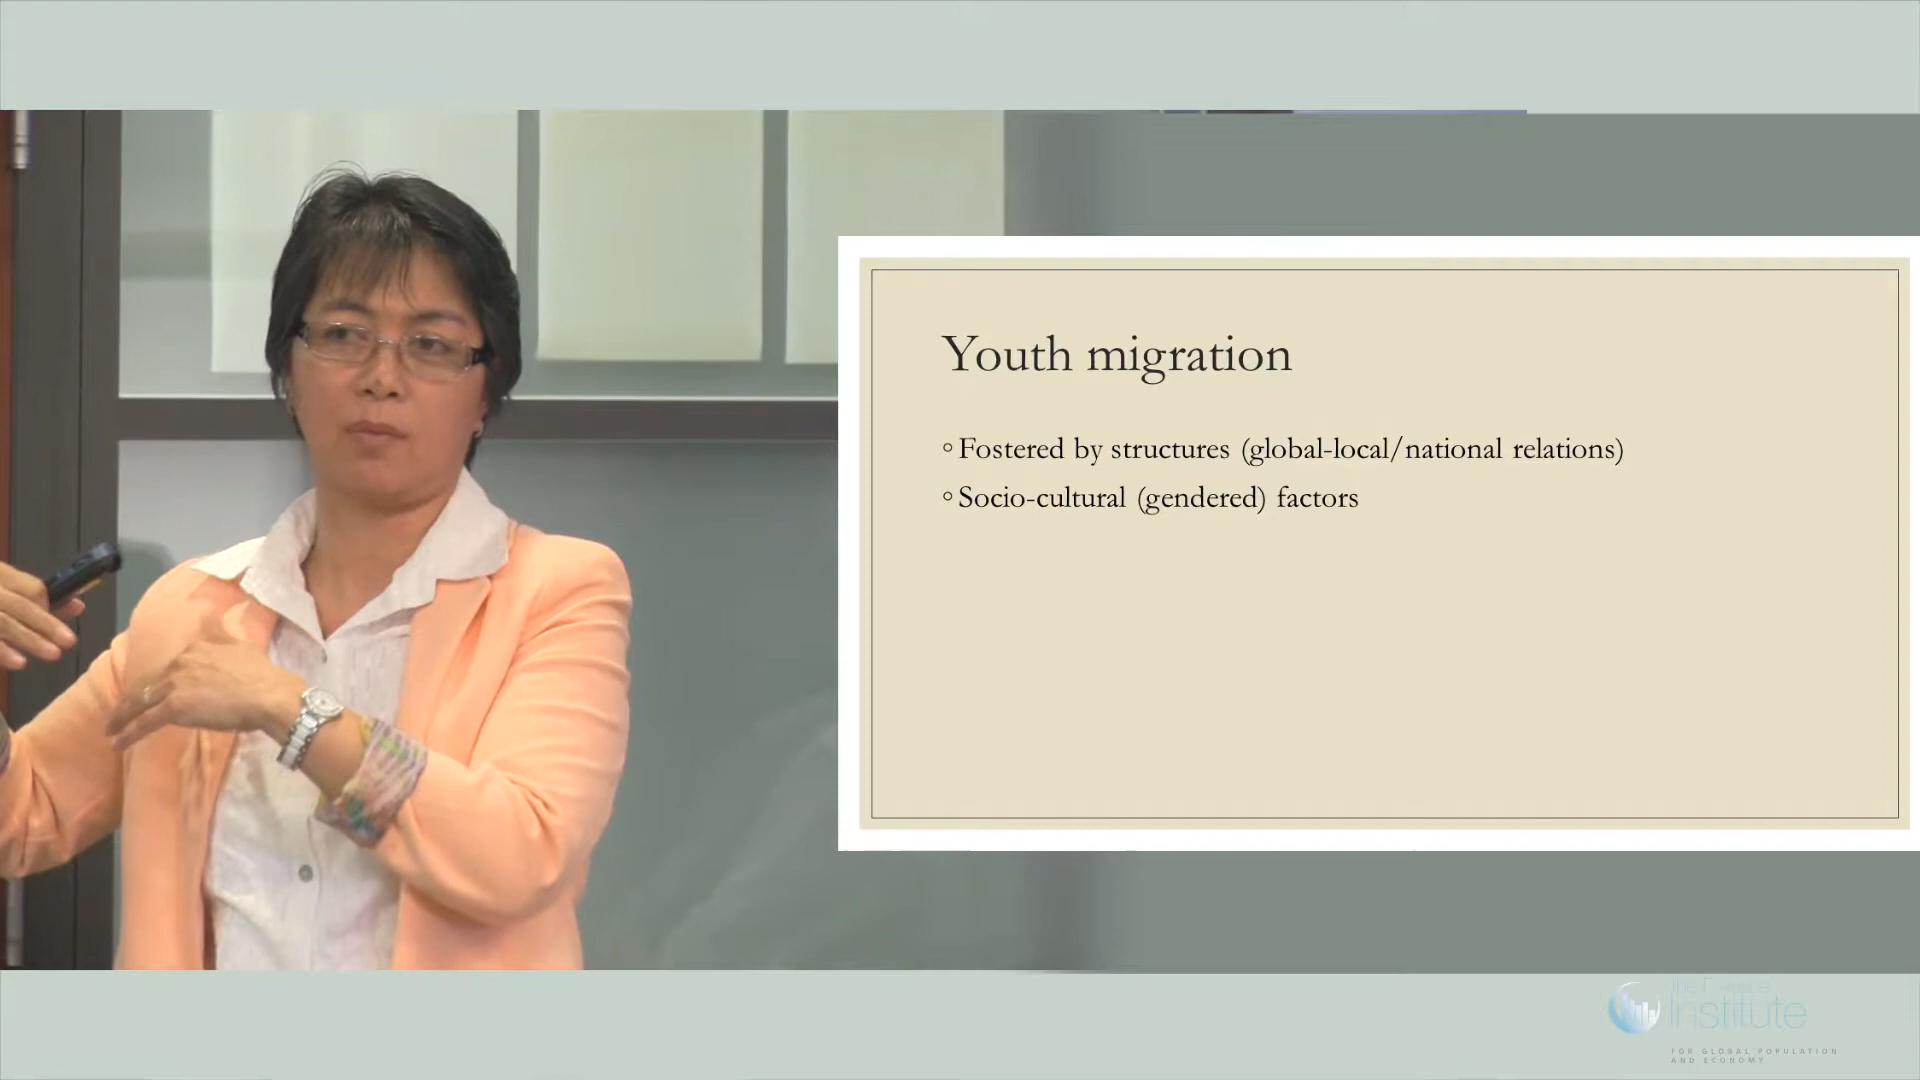 Youth migration
◦ Fostered by structures (global-local/national relations)
◦ Socio-cultural (gendered) factors
Institute
FOR GLOBAL POPULATION
AND ECONOMY